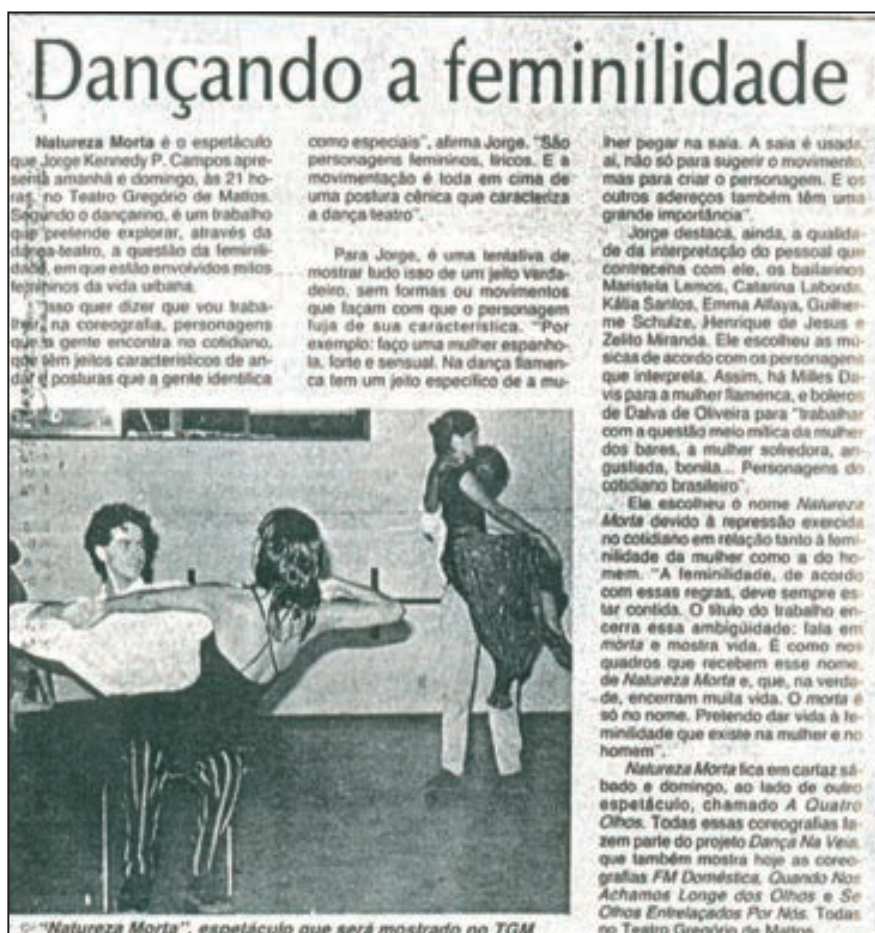 Dançando a feminilidade
Natureza Morta é o espetáculo
que Jorge Kennedy P. Campos apre-
senta amanhã e domingo, às 21 ho-
ras, no Teatro Gregório de Mattos.
Segundo o dançarino, é um trabalho
que pretende explorar, através da
dança-teatro, a questão da feminili-
dade, em que estão envolvidos mitos
femininos da vida urbana.
"Isso quer dizer que vou traba-
lhar, na coreografia, personagens
que a gente encontra no cotidiano,
que têm jeitos característicos de an-
dar e posturas que a gente identifica
como especiais", afirma Jorge. "São
personagens femininos, líricos. E a
movimentação é toda em cima de
uma postura cênica que caracteriza
a dança teatro".
Para Jorge, é uma tentativa de
mostrar tudo isso de um jeito verda-
deiro, sem formas ou movimentos
que façam com que o personagem
fuja de sua característica. "Por
exemplo: faço uma mulher espanho-
la, forte e sensual. Na dança flamen-
ca tem um jeito específico de a mu-
lher pegar na saia. A saia é usada,
aí, não só para sugerir o movimento,
mas para criar o personagem. E os
outros adereços também têm uma
grande importância".
Jorge destaca, ainda, a qualida-
de da interpretação do pessoal que
contracena com ele, os bailarinos
Maristela Lemos, Catarina Laborda,
Kátia Santos, Emma Alfaya, Guilher-
me Schulze, Henrique de Jesus e
Zelito Miranda. Ele escolheu as mú-
sicas de acordo com os personagens
que interpreta. Assim, há Milles Da-
vis para a mulher flamenca, e boleros
de Dalva de Oliveira para "trabalhar
com a questão meio mítica da mulher
dos bares, a mulher sofredora, an-
gustiada, bonita... Personagens do
cotidiano brasileiro".
Ele escolheu o nome Natureza
Morta devido à repressão exercida
no cotidiano em relação tanto à femi-
nilidade da mulher como a do ho-
mem. "A feminilidade, de acordo
com essas regras, deve sempre es-
tar contida. O título do trabalho en-
cerra essa ambigüidade: fala em
morta e mostra vida. É como nos
quadros que recebem esse nome,
de Natureza Morta e, que, na verda-
de, encerram muita vida. O morta é
só no nome. Pretendo dar vida à fe-
minilidade que existe na mulher e no
homem".
Natureza Morta fica em cartaz sá-
bado e domingo, ao lado de outro
espetáculo, chamado A Quatro
Olhos. Todas essas coreografias fa-
zem parte do projeto Dança Na Veia,
que também mostra hoje as coreo-
grafias FM Doméstica, Quando Nos
Achamos Longe dos Olhos e Se
Olhos Entrelaçados Por Nós. Todas
no Teatro Gregório de Mattos.
"Natureza Morta", espetáculo que será mostrado no TGM